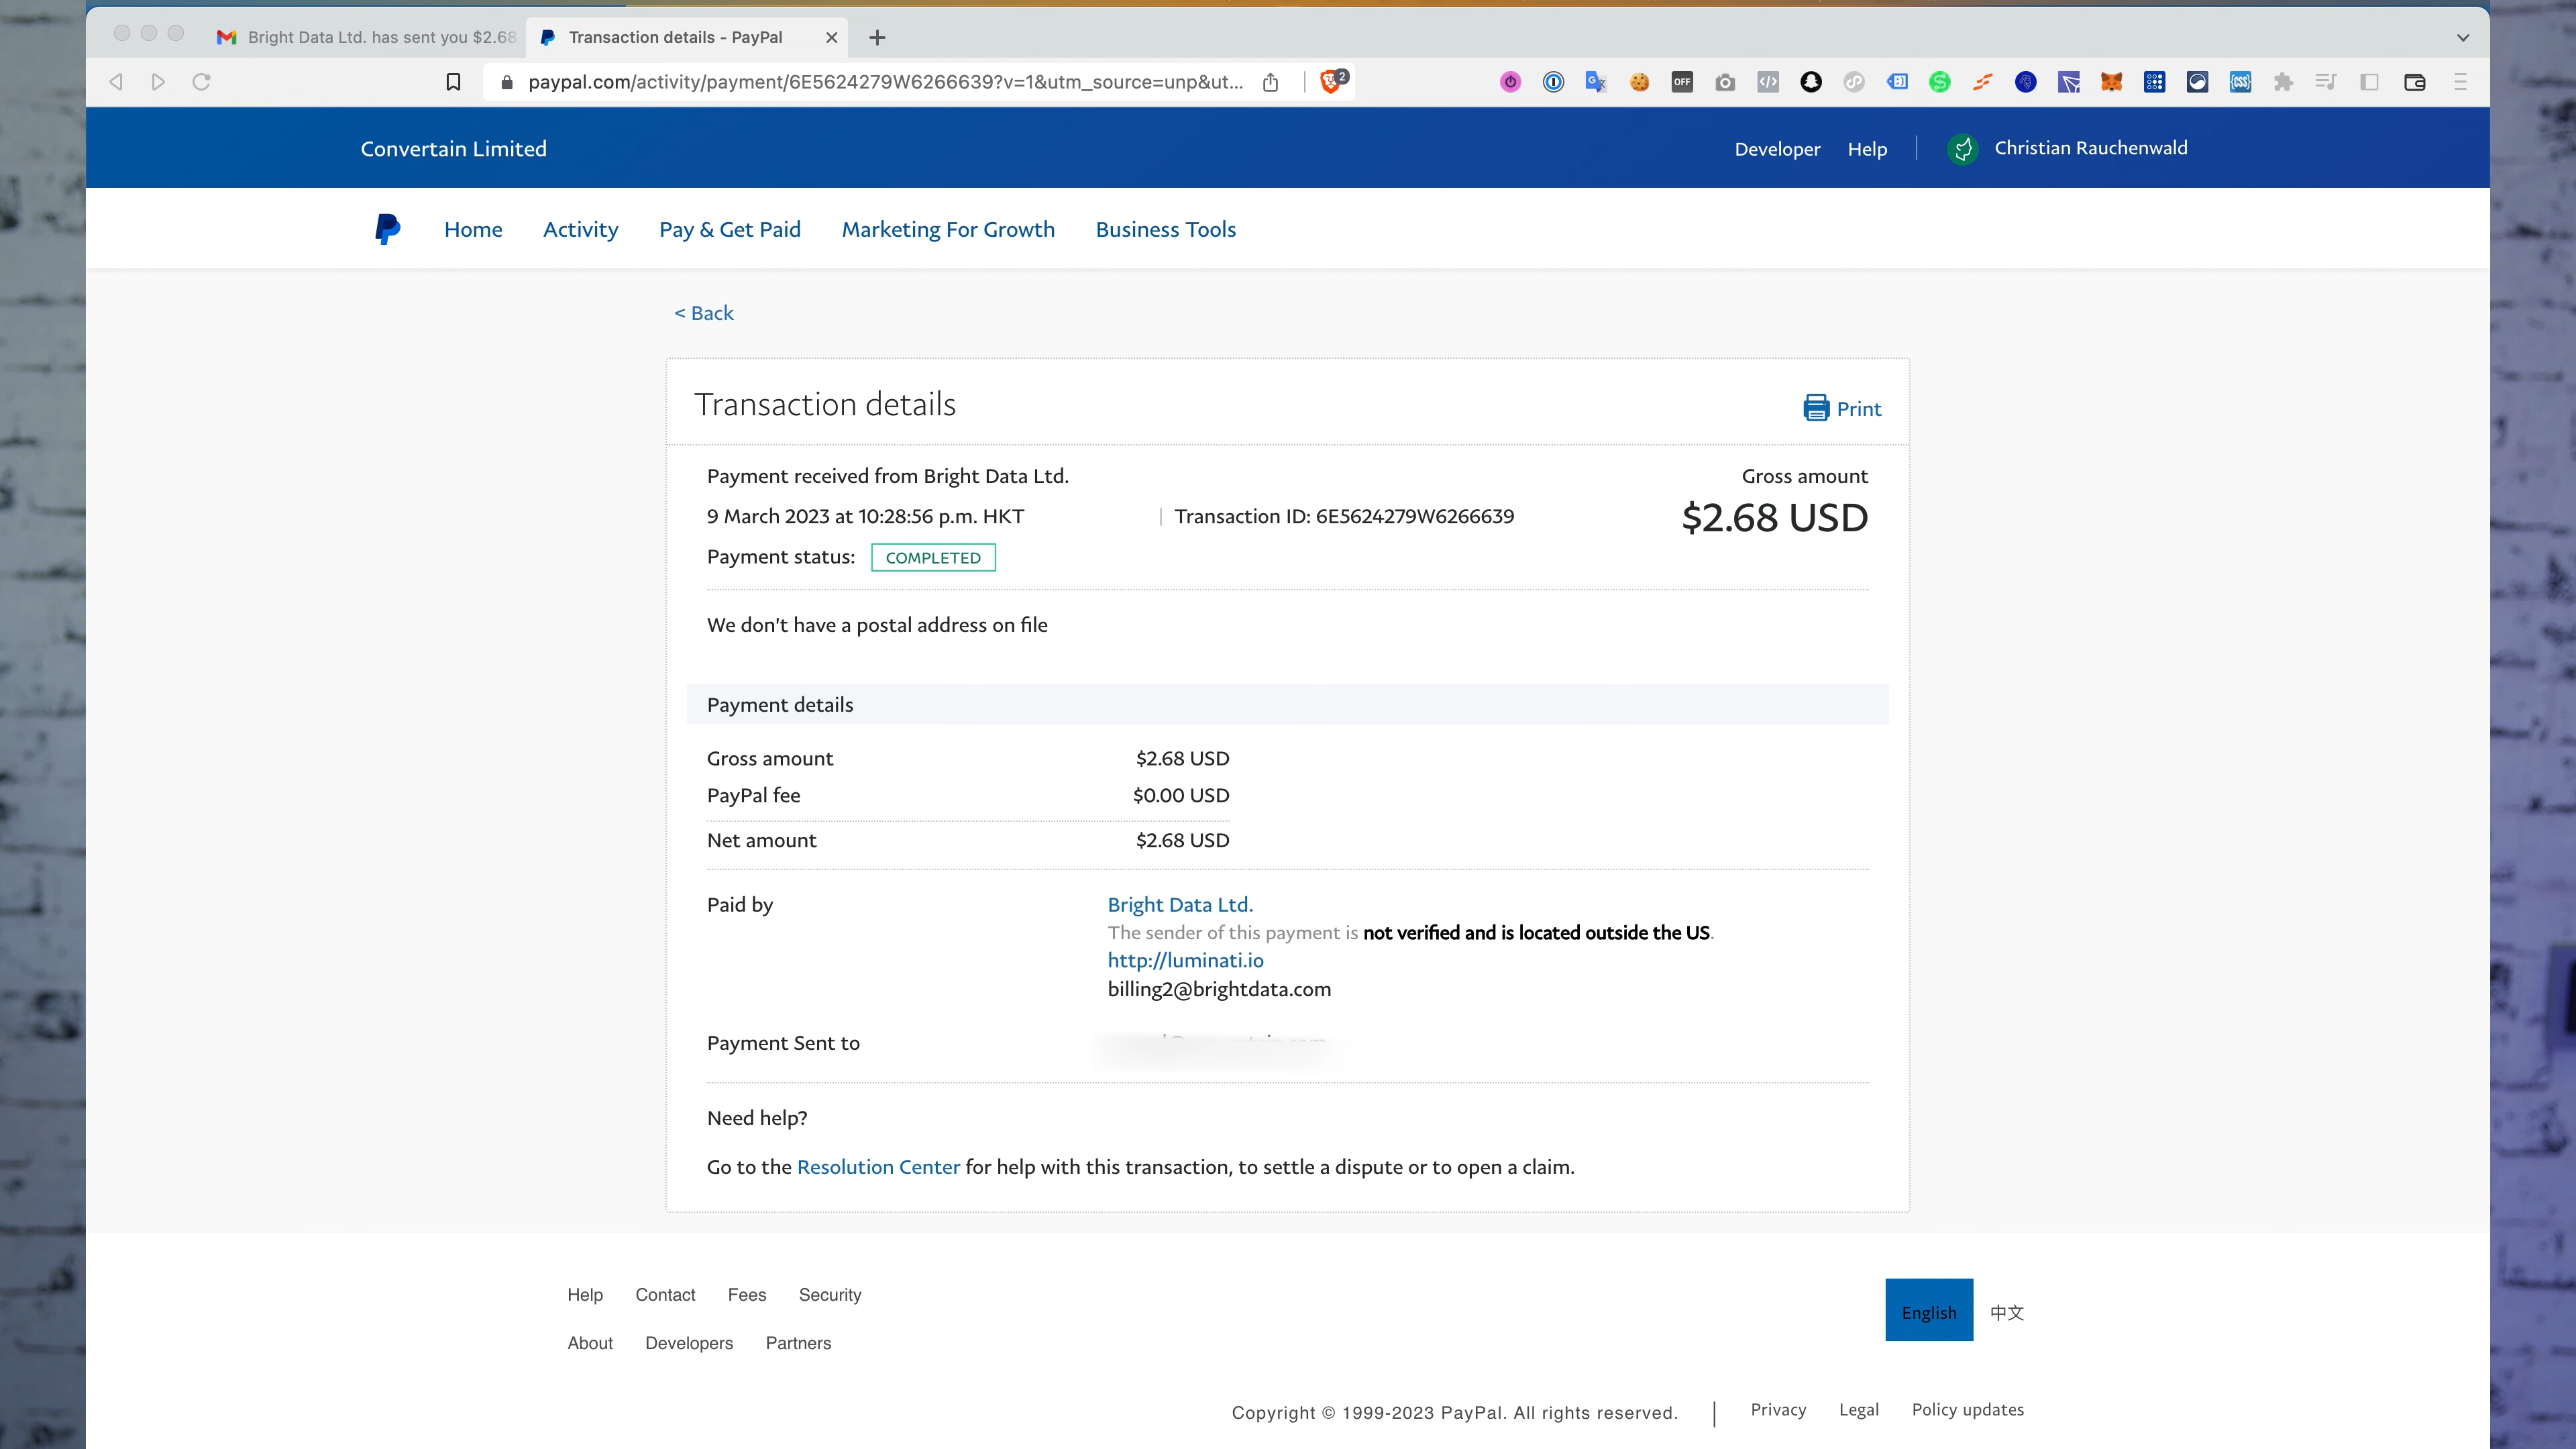 Bright Data Ltd. has sent you $2.68
Transaction details - PayPal
paypal.com/activity/payment/6E5624279W6266639?v=1&utm_source=unp&ut...
2
OFF
Convertain Limited
Developer
Help
Christian Rauchenwald
Home
Activity
Pay & Get Paid
Marketing For Growth
Business Tools
< Back
Transaction details
Print
Payment received from Bright Data Ltd.
Gross amount
9 March 2023 at 10:28:56 p.m. HKT
Transaction ID: 6E5624279W6266639
$2.68 USD
Payment status: COMPLETED
We don't have a postal address on file
Payment details
Gross amount $2.68 USD
PayPal fee $0.00 USD
Net amount $2.68 USD
Paid by Bright Data Ltd.
The sender of this payment is not verified and is located outside the US.
http://luminati.io
billing2@brightdata.com
Payment Sent to
Need help?
Go to the Resolution Center for help with this transaction, to settle a dispute or to open a claim.
Help Contact Fees Security
English 中文
About Developers Partners
Copyright © 1999-2023 PayPal. All rights reserved. | Privacy Legal Policy updates